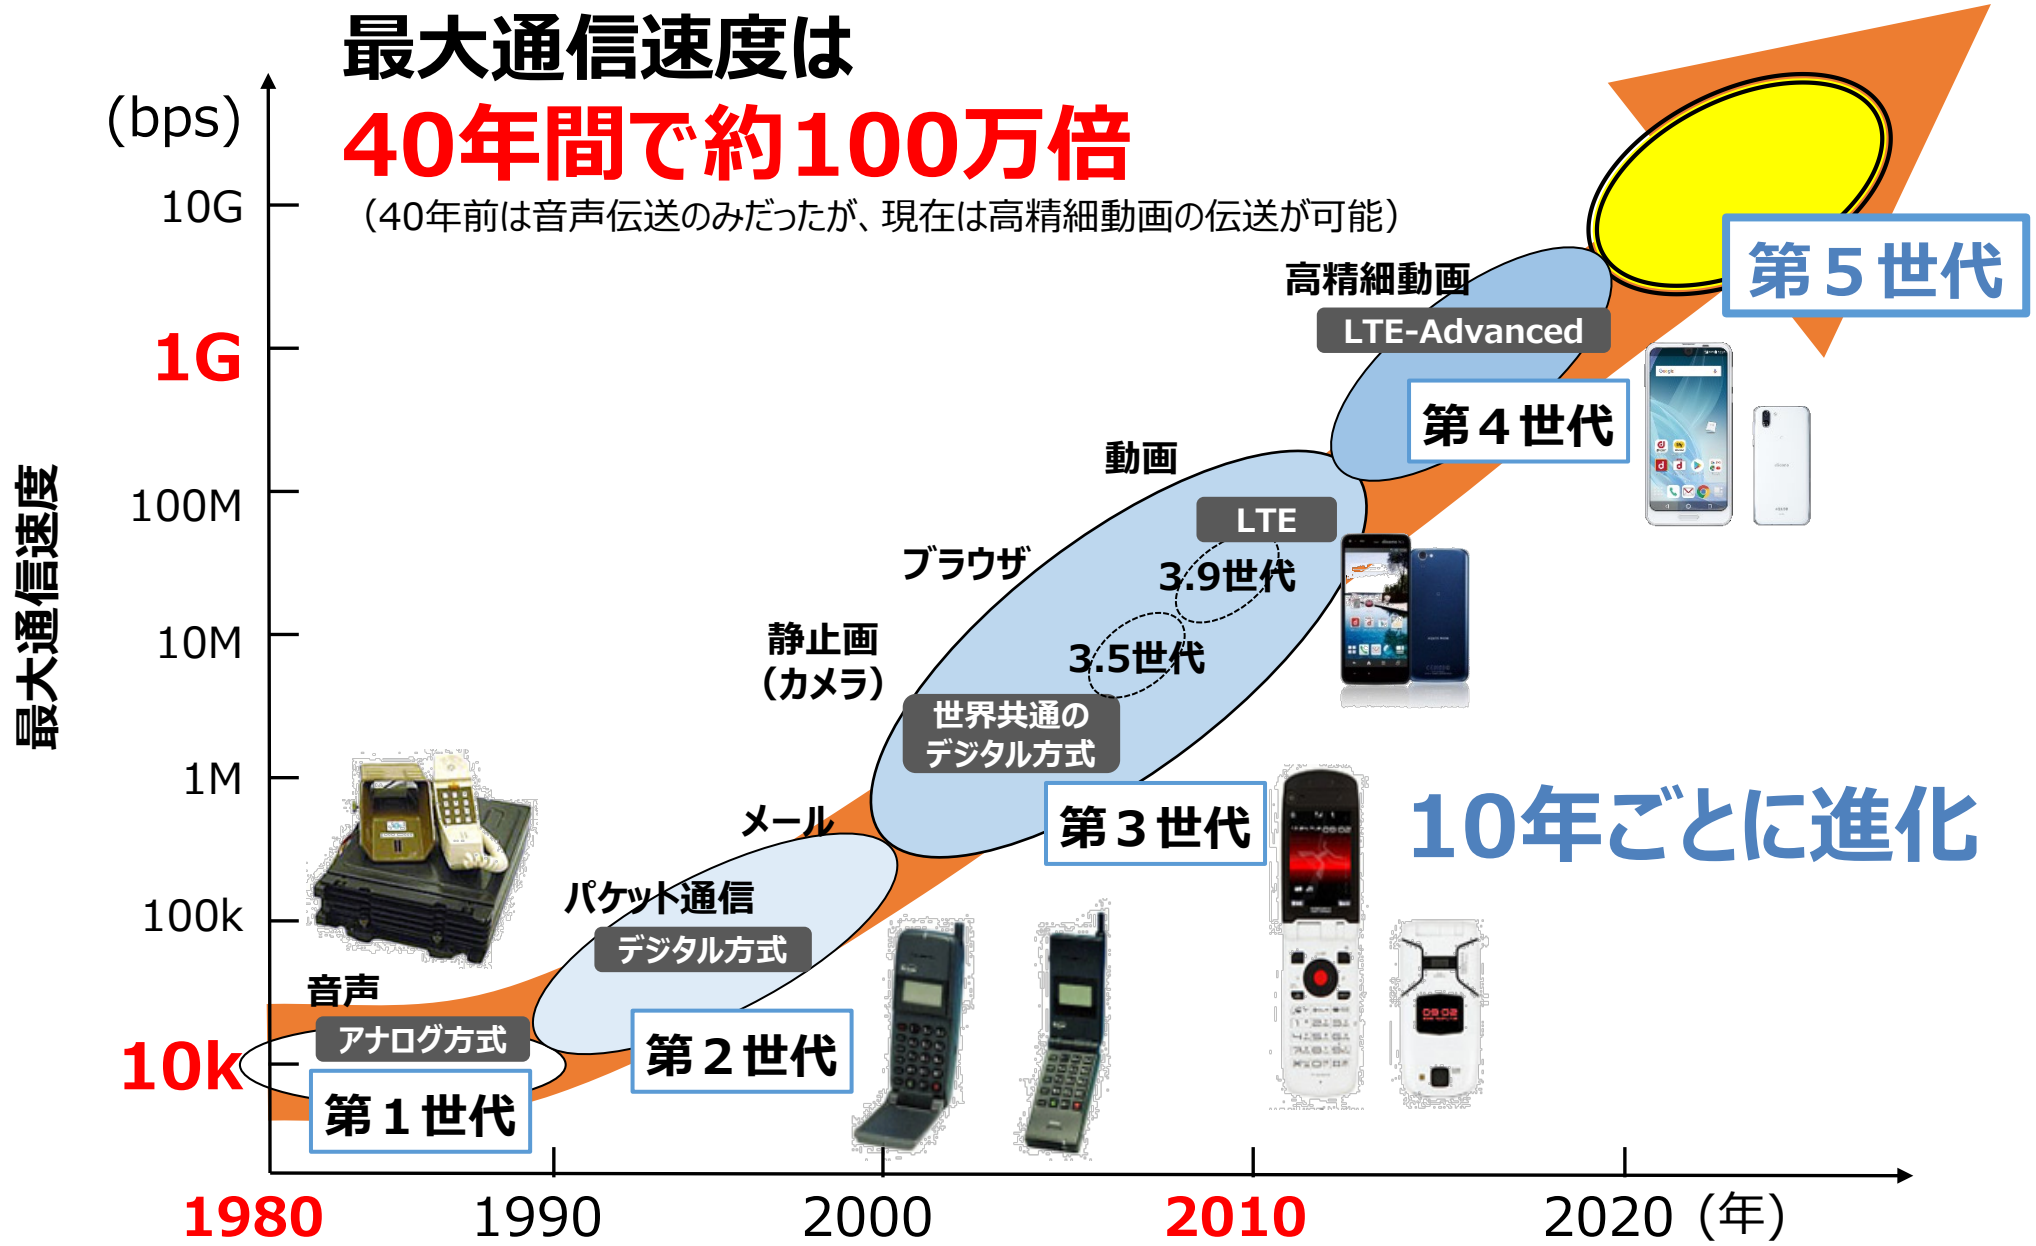 最大通信速度は
40年間で約100万倍
（40年前は音声伝送のみだったが、現在は高精細動画の伝送が可能）
(bps)
10G
1G
100M
10M
1M
100k
10k
最大通信速度
第５世代
高精細動画
LTE-Advanced
第４世代
動画
LTE
3.9世代
ブラウザ
3.5世代
静止画
（カメラ）
世界共通の
デジタル方式
第３世代
10年ごとに進化
メール
パケット通信
デジタル方式
第２世代
音声
アナログ方式
第１世代
1980
1990
2000
2010
2020
(年)